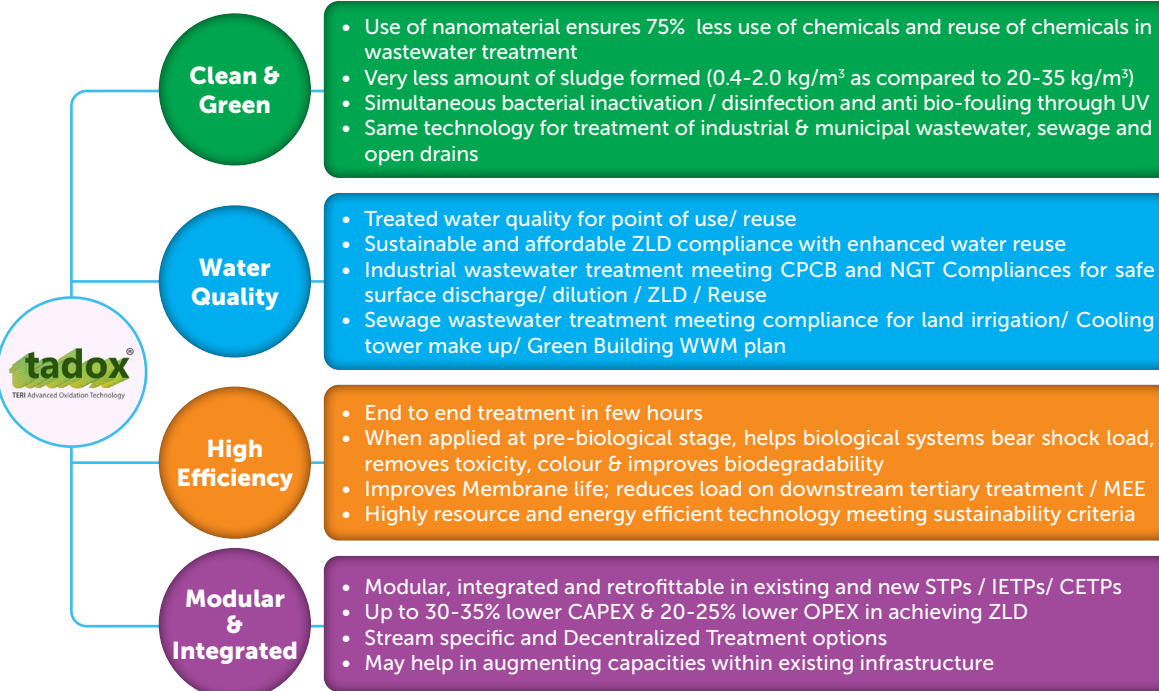 tadox®
TERI Advanced Oxidation Technology
Clean &
Green
• Use of nanomaterial ensures 75% less use of chemicals and reuse of chemicals in
wastewater treatment
• Very less amount of sludge formed (0.4-2.0 kg/m³ as compared to 20-35 kg/m³)
• Simultaneous bacterial inactivation / disinfection and anti bio-fouling through UV
• Same technology for treatment of industrial & municipal wastewater, sewage and
open drains
Water
Quality
• Treated water quality for point of use/ reuse
• Sustainable and affordable ZLD compliance with enhanced water reuse
• Industrial wastewater treatment meeting CPCB and NGT Compliances for safe
surface discharge/ dilution / ZLD / Reuse
• Sewage wastewater treatment meeting compliance for land irrigation/ Cooling
tower make up/ Green Building WWM plan
High
Efficiency
• End to end treatment in few hours
• When applied at pre-biological stage, helps biological systems bear shock load,
removes toxicity, colour & improves biodegradability
• Improves Membrane life; reduces load on downstream tertiary treatment / MEE
• Highly resource and energy efficient technology meeting sustainability criteria
Modular
&
Integrated
• Modular, integrated and retrofittable in existing and new STPs / IETPs/ CETPs
• Up to 30-35% lower CAPEX & 20-25% lower OPEX in achieving ZLD
• Stream specific and Decentralized Treatment options
• May help in augmenting capacities within existing infrastructure